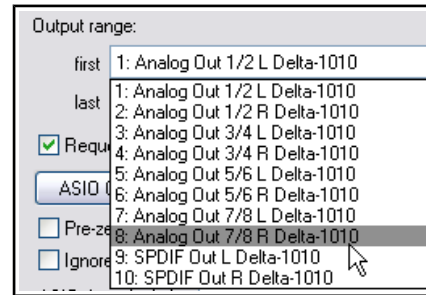 Output range:
first 1: Analog Out 1/2 L Delta-1010
last 1: Analog Out 1/2 L Delta-1010
2: Analog Out 1/2 R Delta-1010
3: Analog Out 3/4 L Delta-1010
4: Analog Out 3/4 R Delta-1010
5: Analog Out 5/6 L Delta-1010
6: Analog Out 5/6 R Delta-1010
7: Analog Out 7/8 L Delta-1010
8: Analog Out 7/8 R Delta-1010
9: SPDIF Out L Delta-1010
10: SPDIF Out R Delta-1010
Requ
ASIO
Pre-ze
Ignore